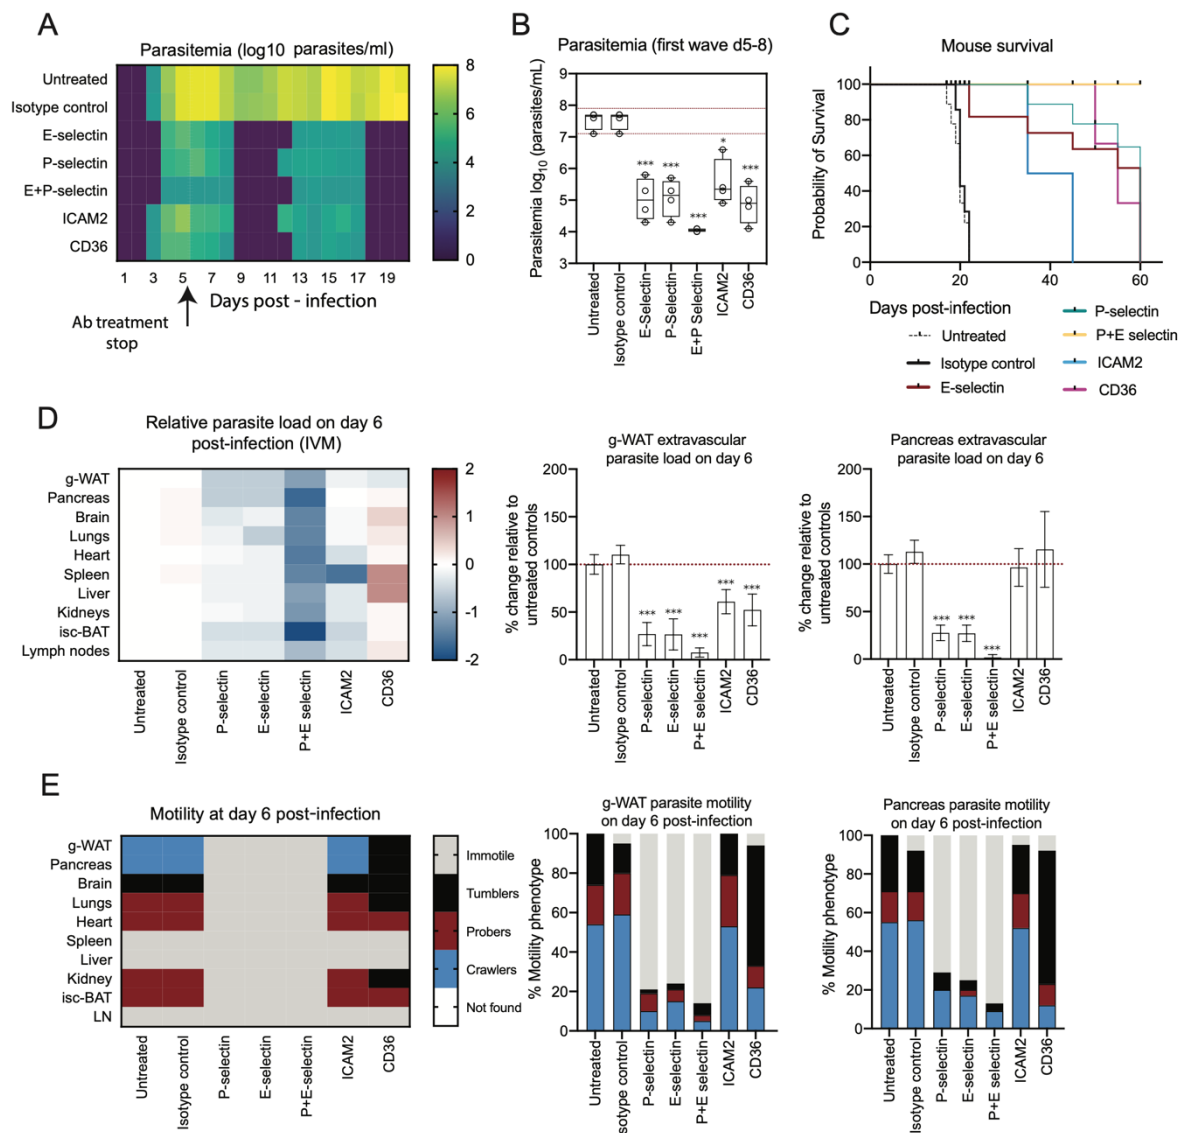 A
Parasitemia (log10 parasites/ml)
Untreated
Isotype control
E-selectin
P-selectin
E+P-selectin
ICAM2
CD36
8
6
4
2
0
1 3 5 7 9 11 13 15 17 19
Days post - infection
Ab treatment
stop
B
Parasitemia (first wave d5-8)
Parasitemia log10 (parasites/mL)
9
8
7
6
5
4
3
***
***
***
*
***
Untreated
Isotype control
E-Selectin
P-Selectin
E+P Selectin
ICAM2
CD36
C
Mouse survival
Probability of Survival
100
80
60
40
20
0
0 20 40 60
Days post-infection
Untreated
Isotype control
E-selectin
P-selectin
P+E selectin
ICAM2
CD36
D
Relative parasite load on day 6
post-infection (IVM)
g-WAT
Pancreas
Brain
Lungs
Heart
Spleen
Liver
Kidneys
isc-BAT
Lymph nodes
2
1
0
-1
-2
Untreated
Isotype control
P-selectin
E-selectin
P+E selectin
ICAM2
CD36
g-WAT extravascular
parasite load on day 6
% change relative to
untreated controls
200
150
100
50
0
***
***
***
***
***
Untreated
Isotype control
P-selectin
E-selectin
P+E selectin
ICAM2
CD36
Pancreas extravascular
parasite load on day 6
% change relative to
untreated controls
200
150
100
50
0
***
***
***
Untreated
Isotype control
P-selectin
E-selectin
P+E selectin
ICAM2
CD36
E
Motility at day 6 post-infection
g-WAT
Pancreas
Brain
Lungs
Heart
Spleen
Liver
Kidney
isc-BAT
LN
Immotile
Tumblers
Probers
Crawlers
Not found
Untreated
Isotype control
P-selectin
E-selectin
P+E-selectin
ICAM2
CD36
g-WAT parasite motility
on day 6 post-infection
% Motility phenotype
100
80
60
40
20
0
Untreated
sotype control
P-selectin
E-selectin
P+E selectin
ICAM2
CD36
Pancreas parasite motility
on day 6 post-infection
% Motility phenotype
100
80
60
40
20
0
Untreated
sotype control
P-selectin
E-selectin
P+E selectin
ICAM2
CD36